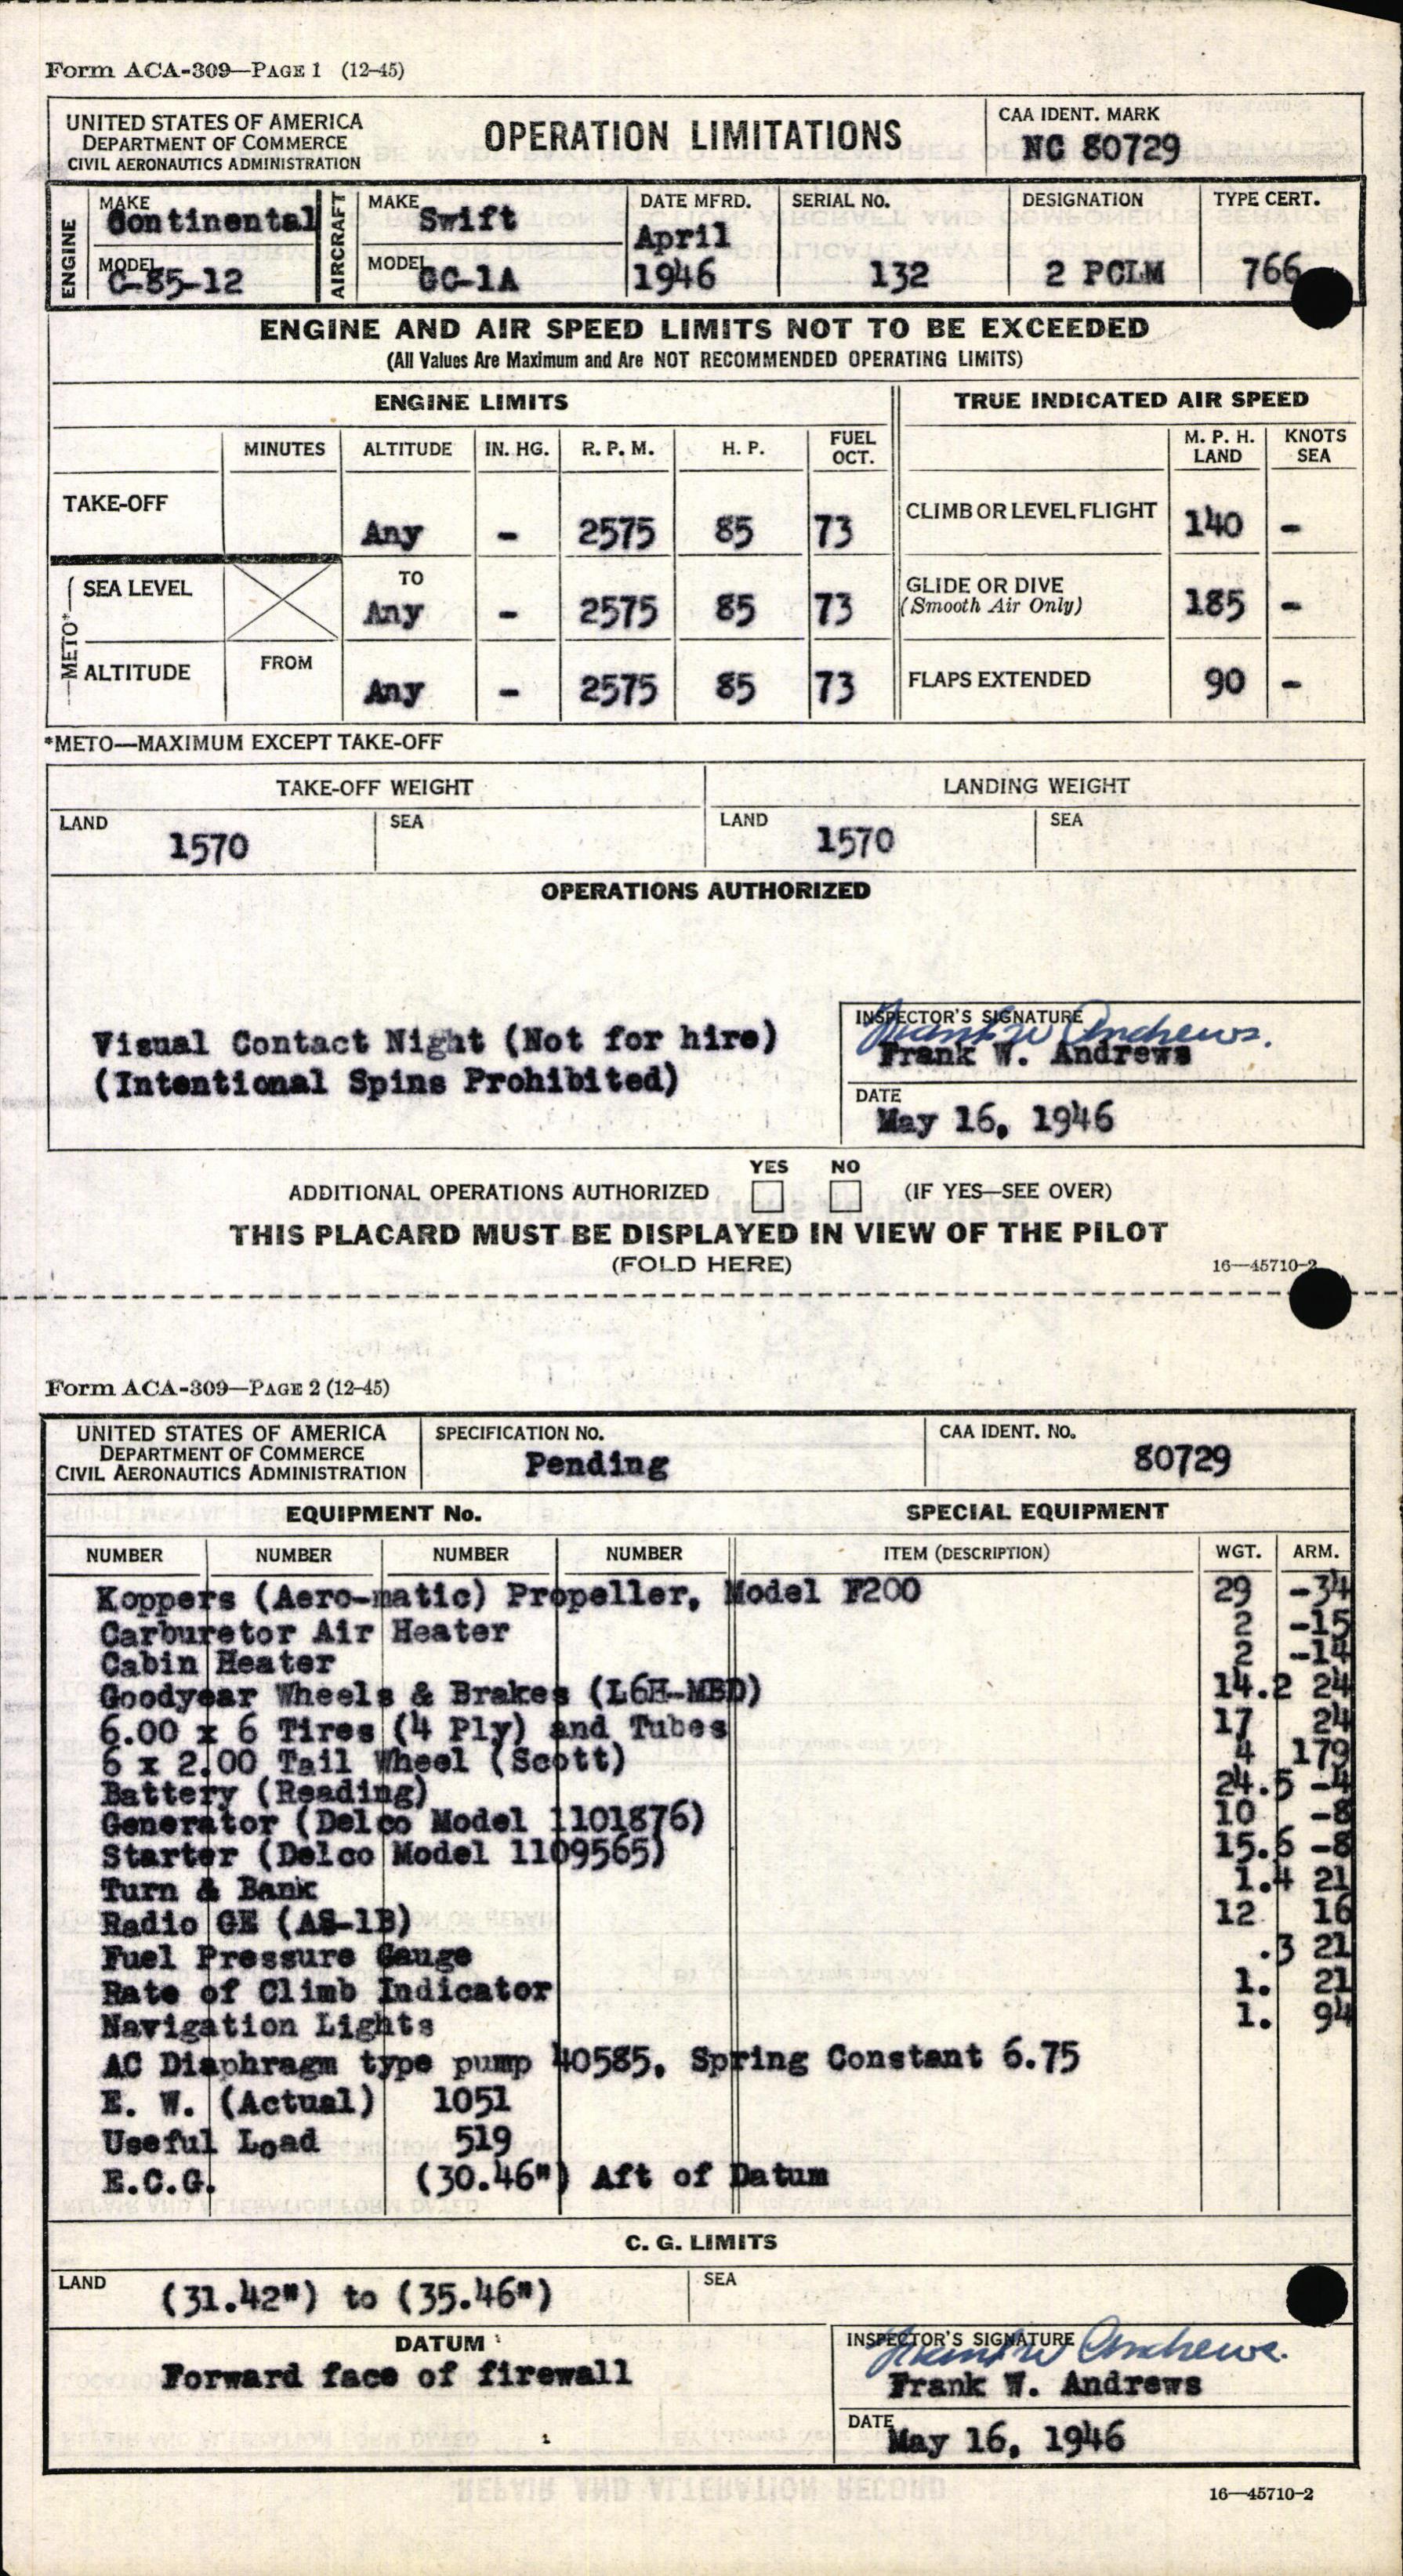 Form ACA-309—PAGE 1 (12-45)
UNITED STATES OF AMERICA
DEPARTMENT OF COMMERCE
CIVIL AERONAUTICS ADMINISTRATION
OPERATION LIMITATIONS
CAA IDENT. MARK
NC 80729
ENGINE
MAKE
Continental
MODEL
C-85-12
AIRCRAFT
MAKE
Swift
MODEL
GC-1A
DATE MFRD.
April
1946
SERIAL NO.
132
DESIGNATION
2 PCLM
TYPE CERT.
766
ENGINE AND AIR SPEED LIMITS NOT TO BE EXCEEDED
(All Values Are Maximum and Are NOT RECOMMENDED OPERATING LIMITS)
ENGINE LIMITS
TRUE INDICATED AIR SPEED
MINUTES ALTITUDE IN. HG. R. P. M. H. P. FUEL OCT.
M. P. H. LAND KNOTS SEA
TAKE-OFF Any - 2575 85 73
CLIMB OR LEVEL FLIGHT 140 -
METO*
SEA LEVEL TO Any - 2575 85 73
GLIDE OR DIVE (Smooth Air Only) 185 -
ALTITUDE FROM Any - 2575 85 73
FLAPS EXTENDED 90 -
*METO—MAXIMUM EXCEPT TAKE-OFF
TAKE-OFF WEIGHT LANDING WEIGHT
LAND 1570 SEA LAND 1570 SEA
OPERATIONS AUTHORIZED
Visual Contact Night (Not for hire)
(Intentional Spins Prohibited)
INSPECTOR'S SIGNATURE
Frank W Andrews.
Frank W. Andrews
DATE
May 16, 1946
YES NO
ADDITIONAL OPERATIONS AUTHORIZED (IF YES—SEE OVER)
THIS PLACARD MUST BE DISPLAYED IN VIEW OF THE PILOT
(FOLD HERE)
16—45710-2
Form ACA-309—PAGE 2 (12-45)
UNITED STATES OF AMERICA
DEPARTMENT OF COMMERCE
CIVIL AERONAUTICS ADMINISTRATION
SPECIFICATION NO.
Pending
CAA IDENT. NO.
80729
EQUIPMENT No. SPECIAL EQUIPMENT
NUMBER NUMBER NUMBER NUMBER ITEM (DESCRIPTION) WGT. ARM.
Koppers (Aero-matic) Propeller, Model F200 29 -34
Carburetor Air Heater 2 -15
Cabin Heater 2 -14
Goodyear Wheels & Brakes (L6H-MBD) 14.2 24
6.00 x 6 Tires (4 Ply) and Tubes 17 24
6 x 2.00 Tail Wheel (Scott) 4 179
Battery (Reading) 24.5 -4
Generator (Delco Model 1101876) 10 -8
Starter (Delco Model 1109565) 15.6 -8
Turn & Bank 1.4 21
Radio GE (AS-1B) 12 16
Fuel Pressure Gauge .3 21
Rate of Climb Indicator 1. 21
Navigation Lights 1. 94
AC Diaphragm type pump 40585, Spring Constant 6.75
E. W. (Actual) 1051
Useful Load 519
E.C.G. (30.46") Aft of Datum
C. G. LIMITS
LAND (31.42") to (35.46") SEA
DATUM
Forward face of firewall
INSPECTOR'S SIGNATURE
Frank W Andrews.
Frank W. Andrews
DATE
May 16, 1946
16—45710-2